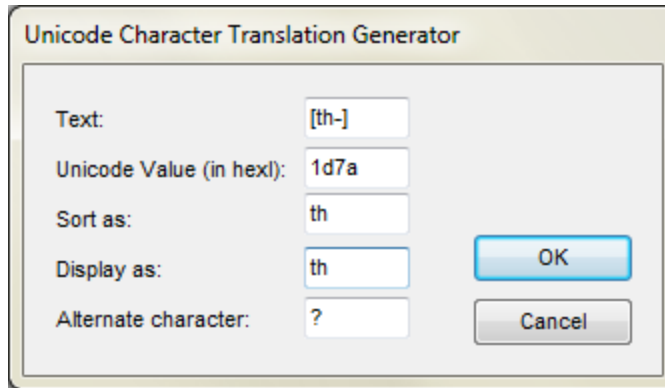 Unicode Character Translation Generator
Text: [th-]
Unicode Value (in hexl): 1d7a
Sort as: th
Display as: th
OK
Alternate character: ?
Cancel